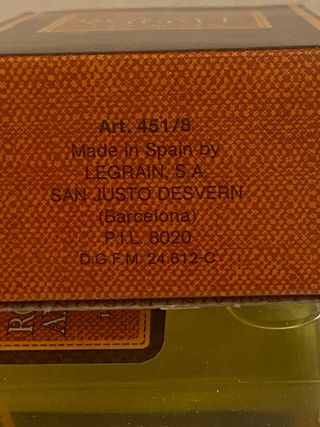 Art. 451/8
Made in Spain by
LEGRAIN, S.A.
SAN JUSTO DESVERN
(Barcelona)
P.I.L. 8020
D.G.F.M. 24.612-C